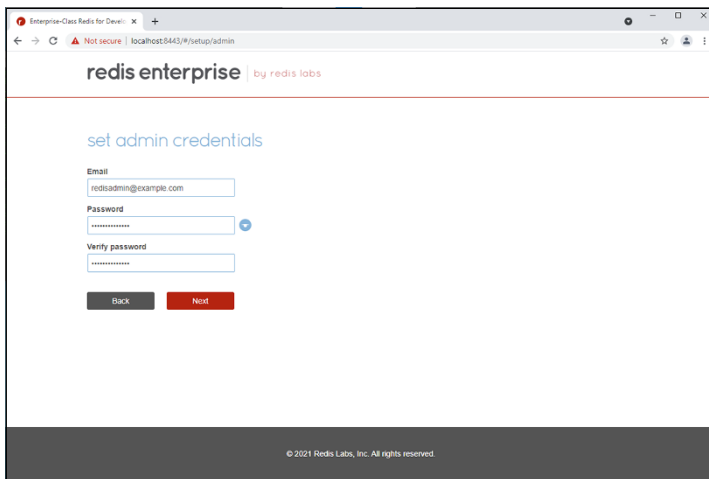 Enterprise-Class Redis for Devel
Not secure | localhost:8443/#/setup/admin
redis enterprise | by redis labs
set admin credentials
Email
redisadmin@example.com
Password
••••••••••••••
Verify password
••••••••••••••
Back Next
© 2021 Redis Labs, Inc. All rights reserved.